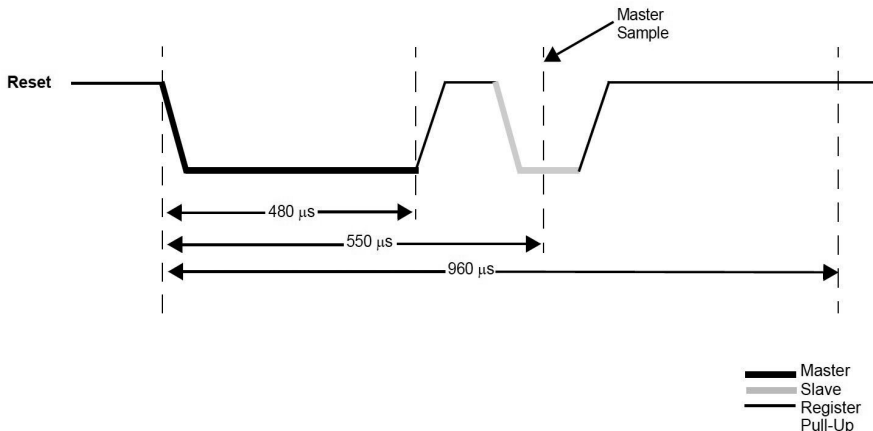 Master
Sample
Reset
480 μs
550 μs
960 μs
Master
Slave
Register
Pull-Up